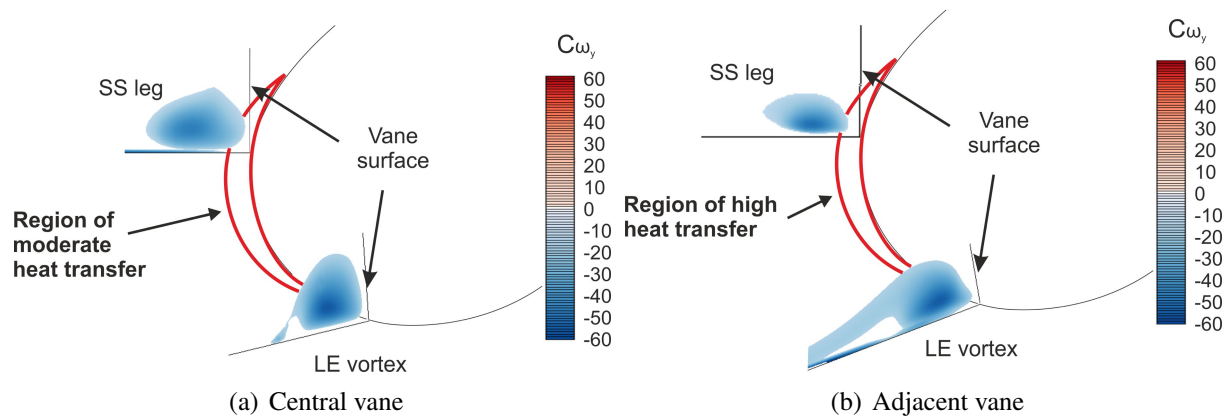 Cωy
SS leg
Vane
surface
Region of
moderate
heat transfer
LE vortex
60
50
40
30
20
10
0
-10
-20
-30
-40
-50
-60
(a) Central vane
Cωy
SS leg
Vane
surface
Region of high
heat transfer
LE vortex
60
50
40
30
20
10
0
-10
-20
-30
-40
-50
-60
(b) Adjacent vane